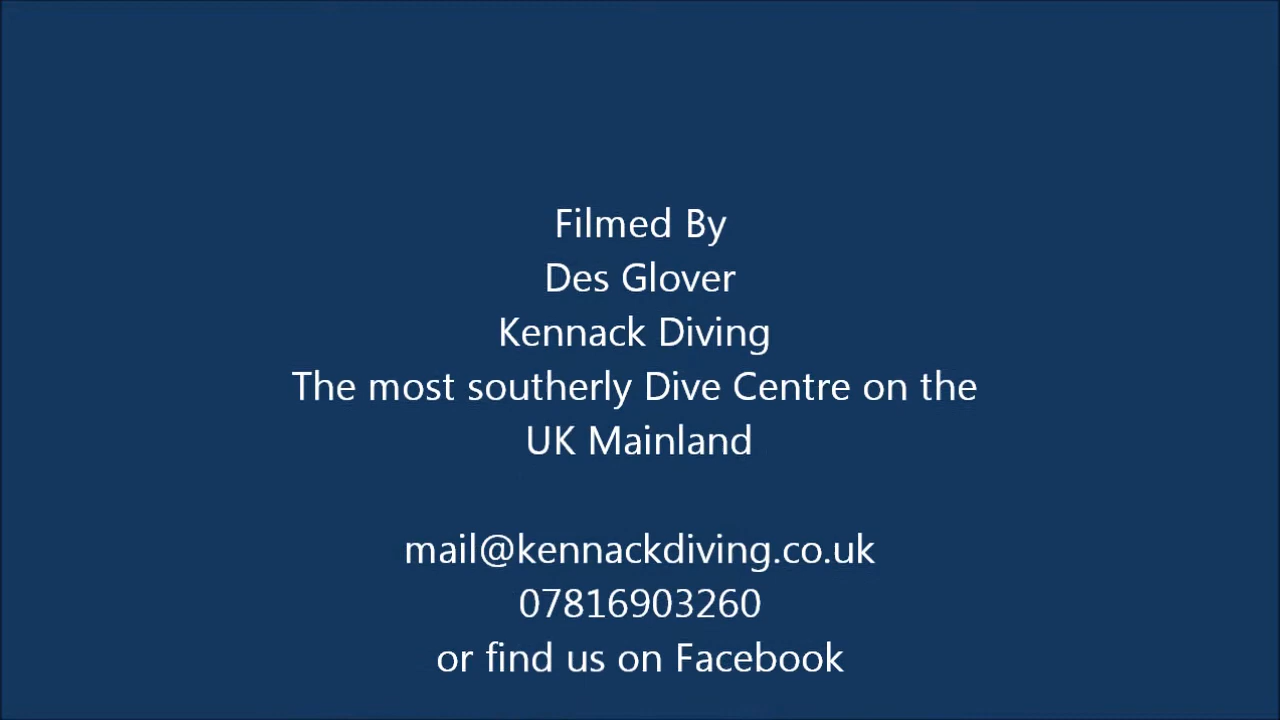 Filmed By
Des Glover
Kennack Diving
The most southerly Dive Centre on the
UK Mainland
mail@kennackdiving.co.uk
07816903260
or find us on Facebook